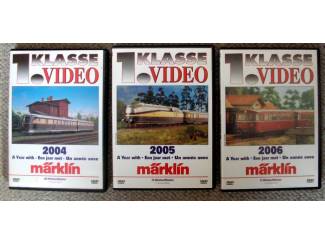 1. KLASSE
VIDEO
2004
A Year with · Een jaar met · Un année avec
märklin
1. KLASSE
VIDEO
2005
A Year with · Een jaar met · Un année avec
märklin
1. KLASSE
VIDEO
2006
A Year with · Een jaar met · Un année avec
märklin